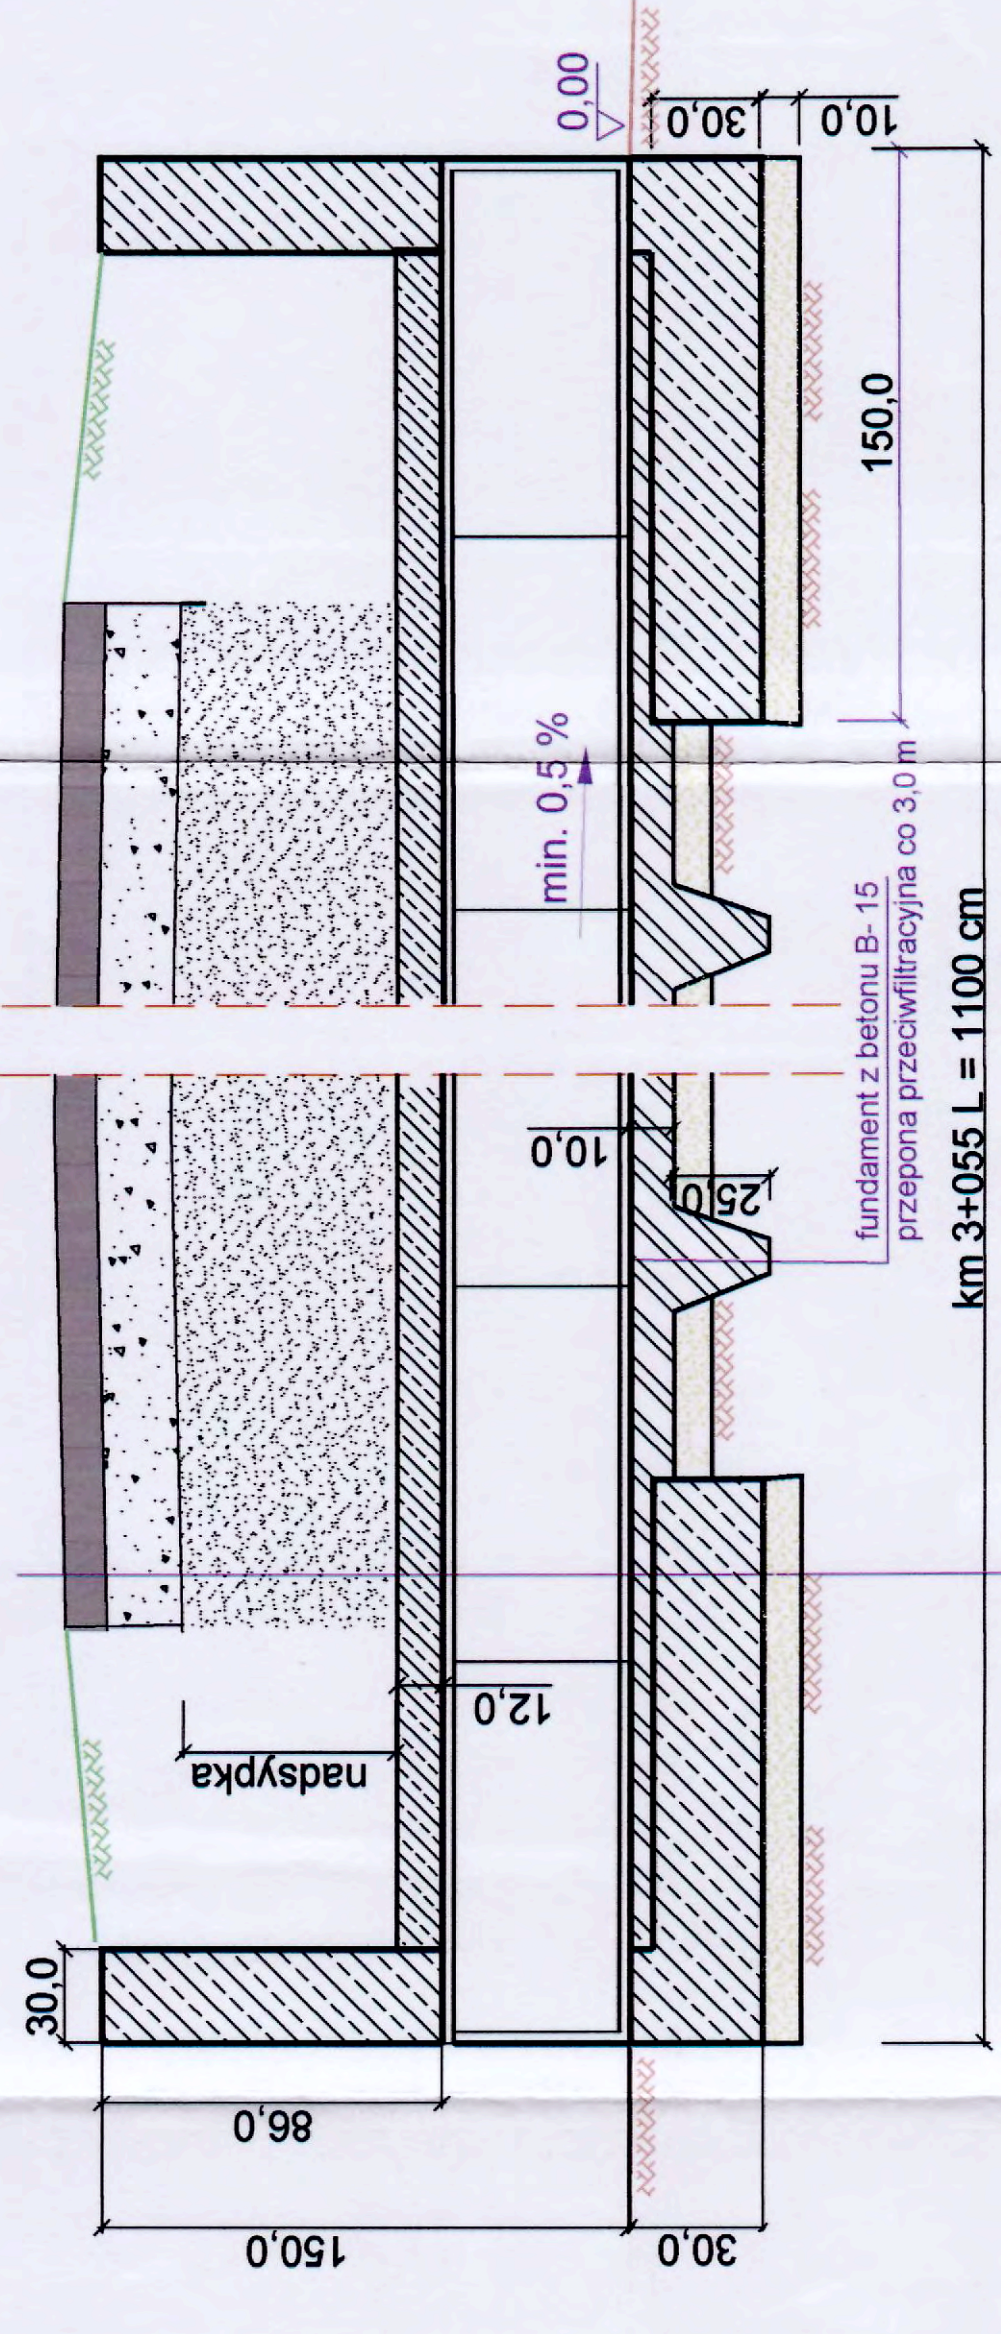 0,00
30,0
10,0
150,0
min. 0,5 %
fundament z betonu B- 15
przepona przeciwfiltracyjna co 3,0 m
km 3+055 L = 1100 cm
10,0
25,0
12,0
nadsypka
30,0
86,0
150,0
30,0